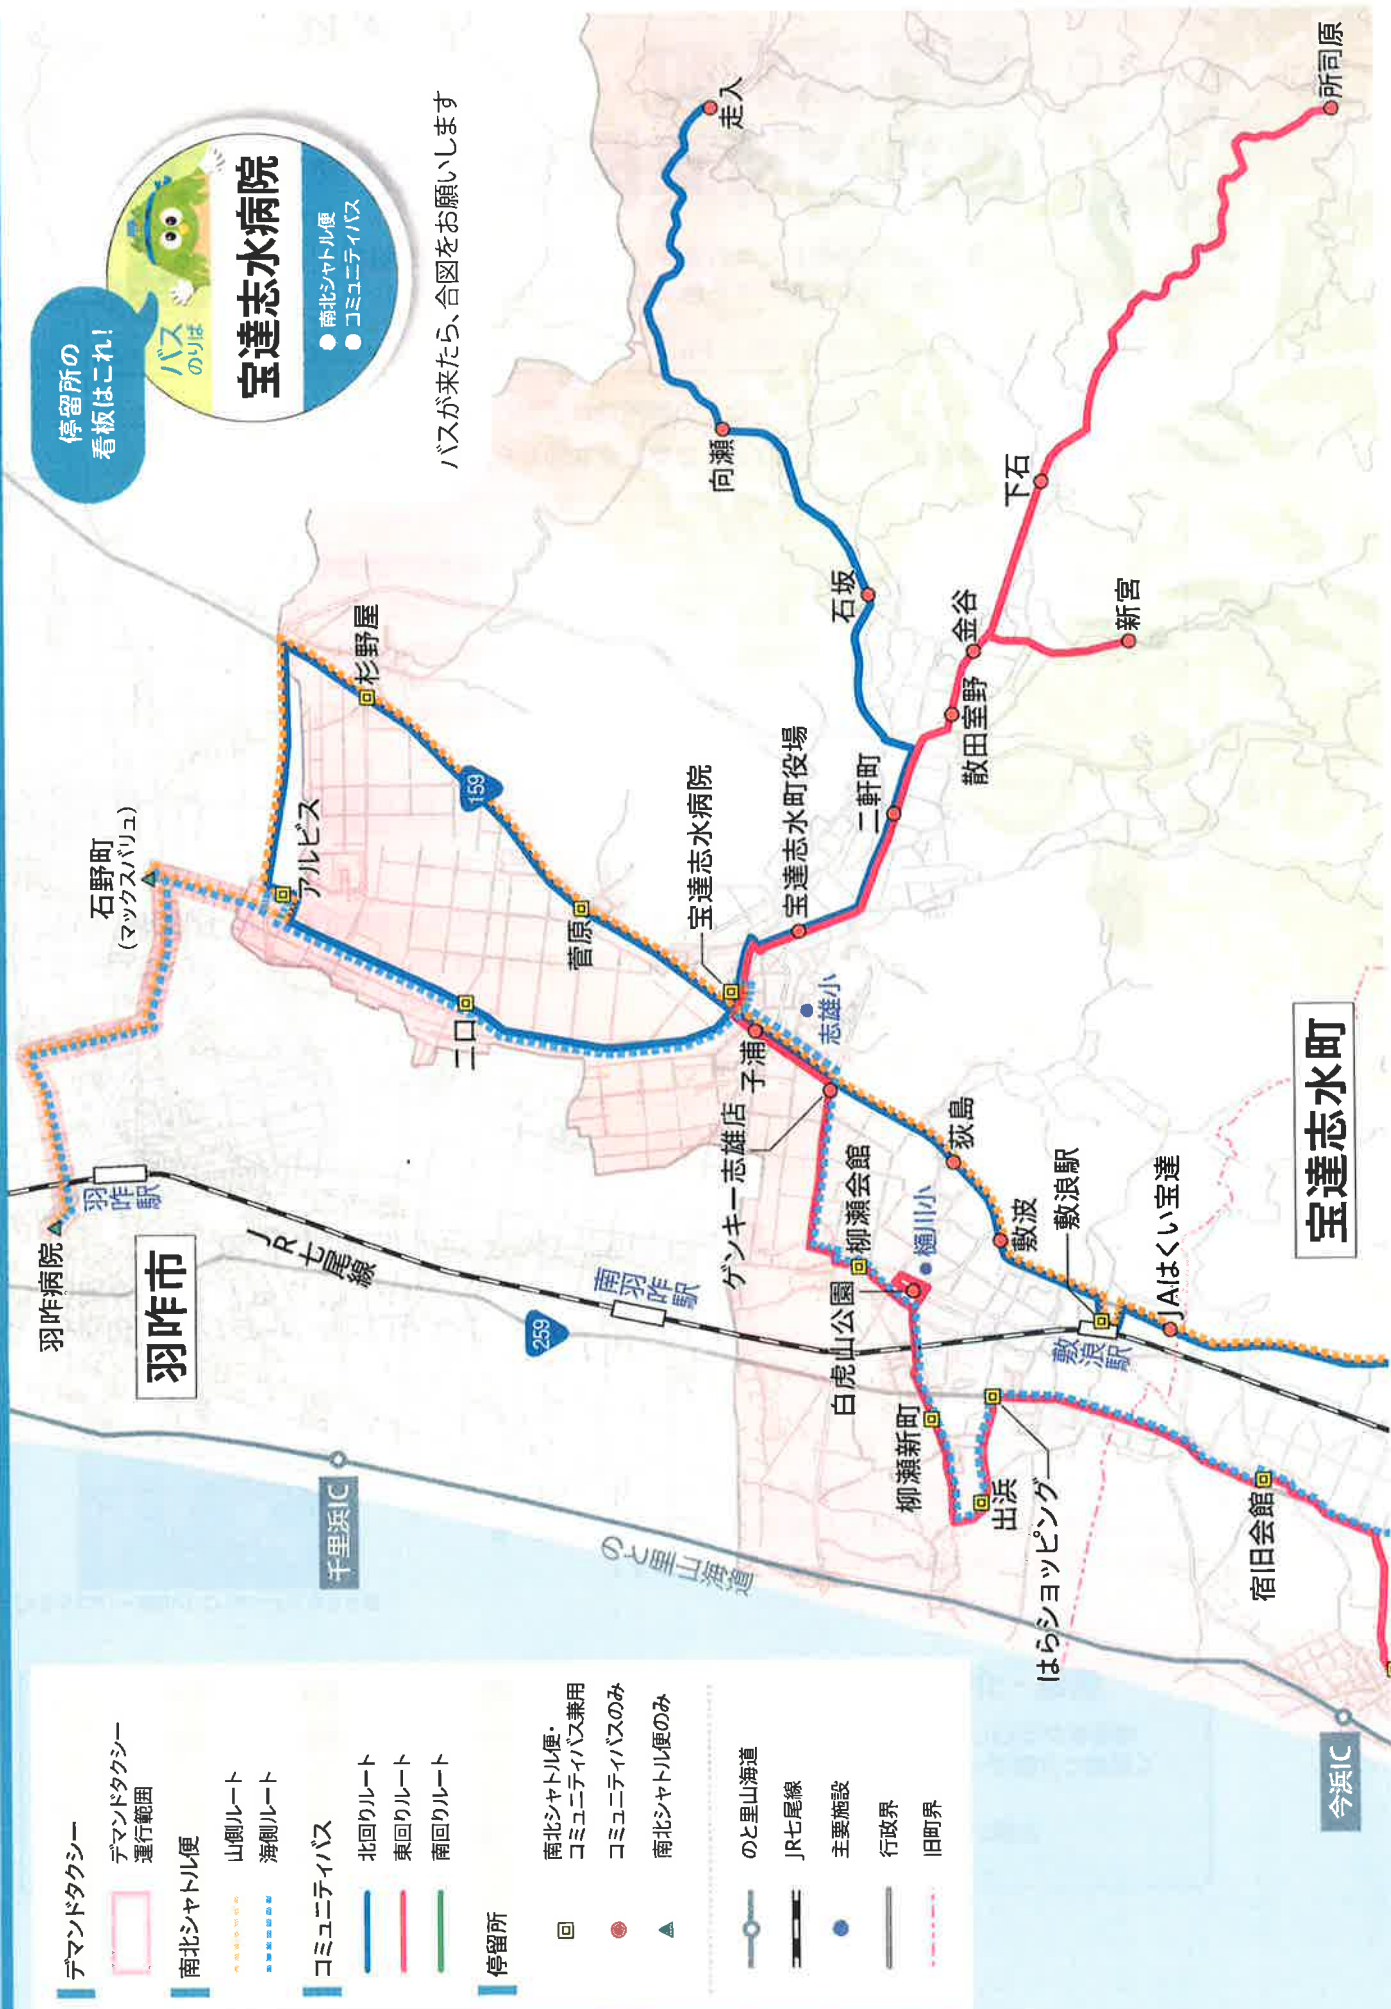 停留所の
看板はこれ!
バス
のりば
宝達志水病院
● 南北シャトル便
● コミュニティバス
バスが来たら、合図をお願いします
デマンドタクシー
デマンドタクシー
運行範囲
南北シャトル便
山側ルート
海側ルート
コミュニティバス
北回りルート
東回りルート
南回りルート
停留所
南北シャトル便・
コミュニティバス兼用
コミュニティバスのみ
南北シャトル便のみ
のと里山海道
JR七尾線
主要施設
行政界
旧町界
羽咋病院
羽咋駅
羽咋市
石野町
(マックスバリュ)
アルビス
杉野屋
159
二口
菅原
JR七尾線
千里浜IC
南羽咋駅
259
のと里山海道
宝達志水病院
子浦
志雄小
宝達志水町役場
二軒町
石坂
向瀬
走入
散田室野
金谷
新宮
下石
所司原
ゲンキー志雄店
柳瀬会館
樋川小
白虎山公園
柳瀬新町
出浜
はらショッピング
荻島
敷波
敷浪駅
敷浪駅
JAはくい宝達
宿旧会館
今浜IC
宝達志水町